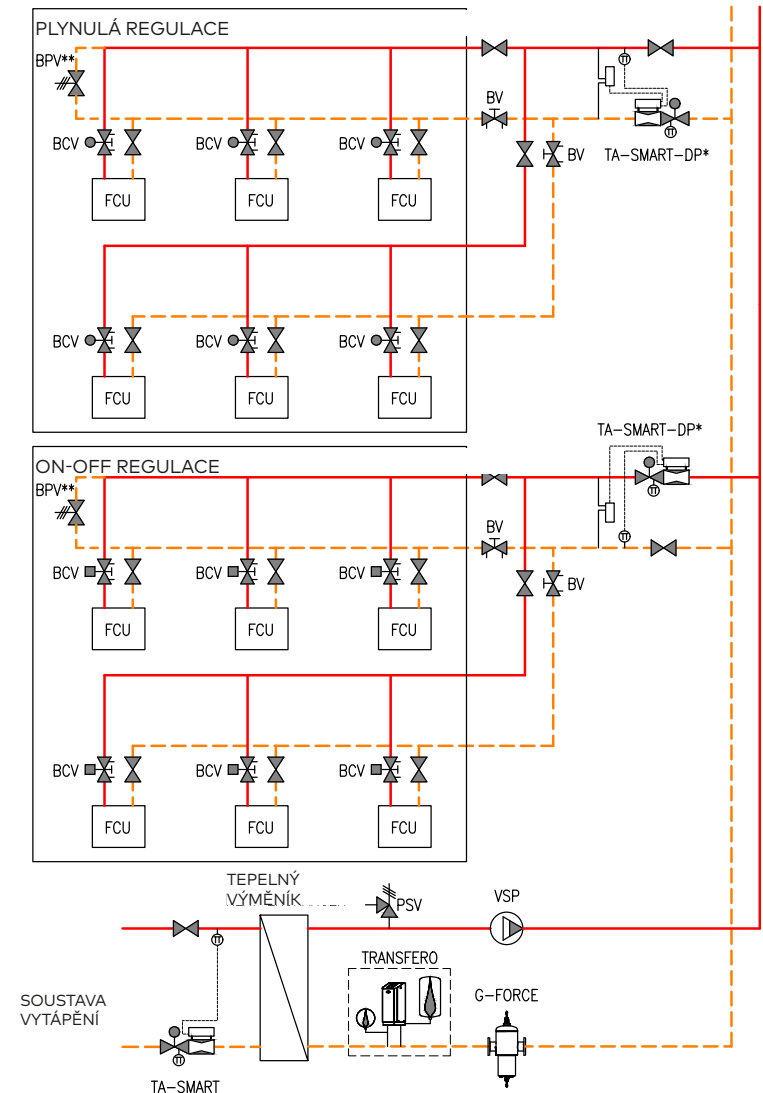 PLYNULÁ REGULACE
BPV**
BV
BCV
BCV
BCV
BV
TA-SMART-DP*
FCU
FCU
FCU
BCV
BCV
BCV
FCU
FCU
FCU
TA-SMART-DP*
ON-OFF REGULACE
BPV**
BV
BCV
BCV
BCV
BV
FCU
FCU
FCU
BCV
BCV
BCV
FCU
FCU
FCU
TEPELNÝ
VÝMĚNÍK
PSV
VSP
TRANSFERO
G-FORCE
SOUSTAVA
VYTÁPĚNÍ
TA-SMART